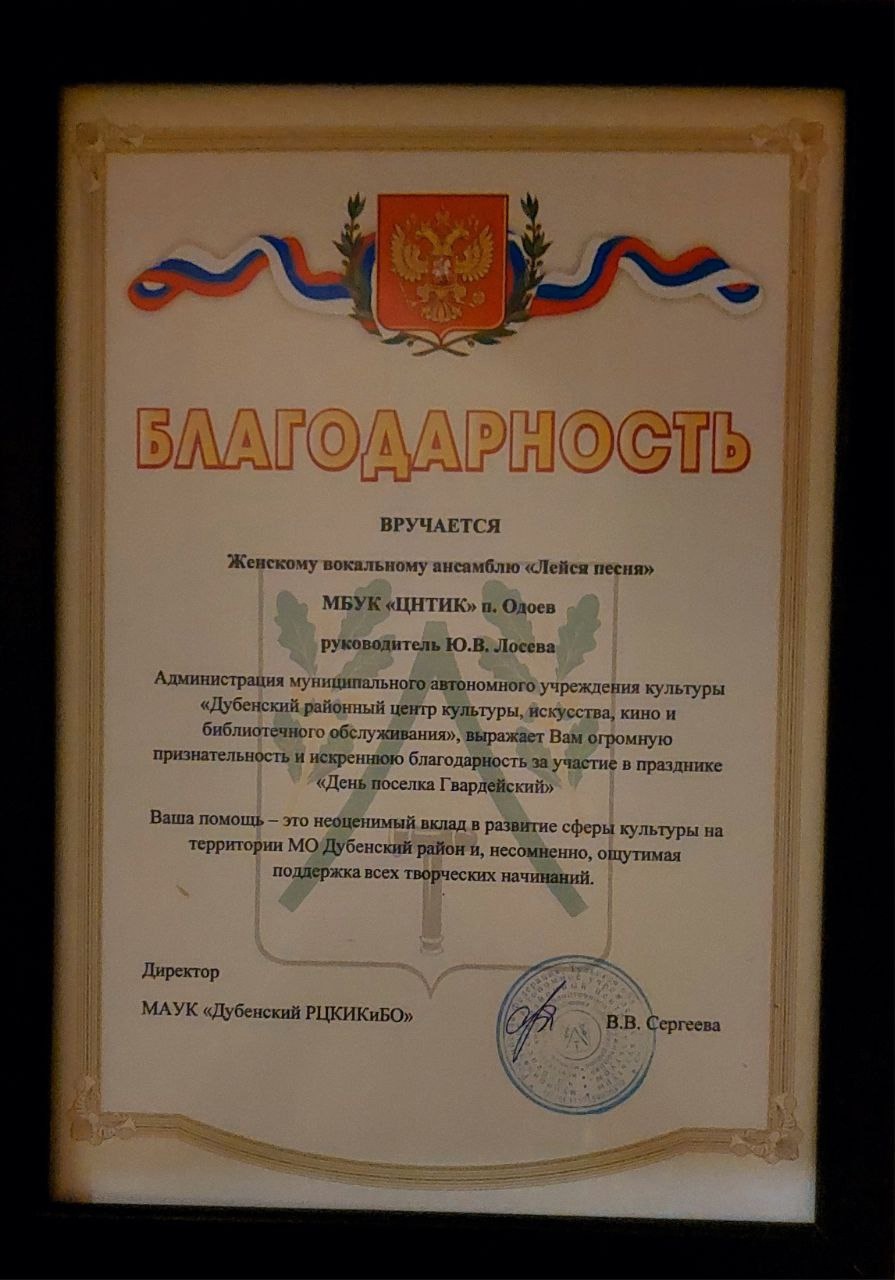 БЛАГОДАРНОСТЬ
ВРУЧАЕТСЯ
Женскому вокальному ансамблю «Лейся песня»
МБУК «ЦНТИК» п. Одоев
руководитель Ю.В. Лосева
Администрация муниципального автономного учреждения культуры
«Дубенский районный центр культуры, искусства, кино и
библиотечного обслуживания», выражает Вам огромную
признательность и искреннюю благодарность за участие в празднике
«День поселка Гвардейский»
Ваша помощь – это неоценимый вклад в развитие сферы культуры на
территории МО Дубенский район и, несомненно, ощутимая
поддержка всех творческих начинаний.
Директор
МАУК «Дубенский РЦКИКиБО»
В.В. Сергеева